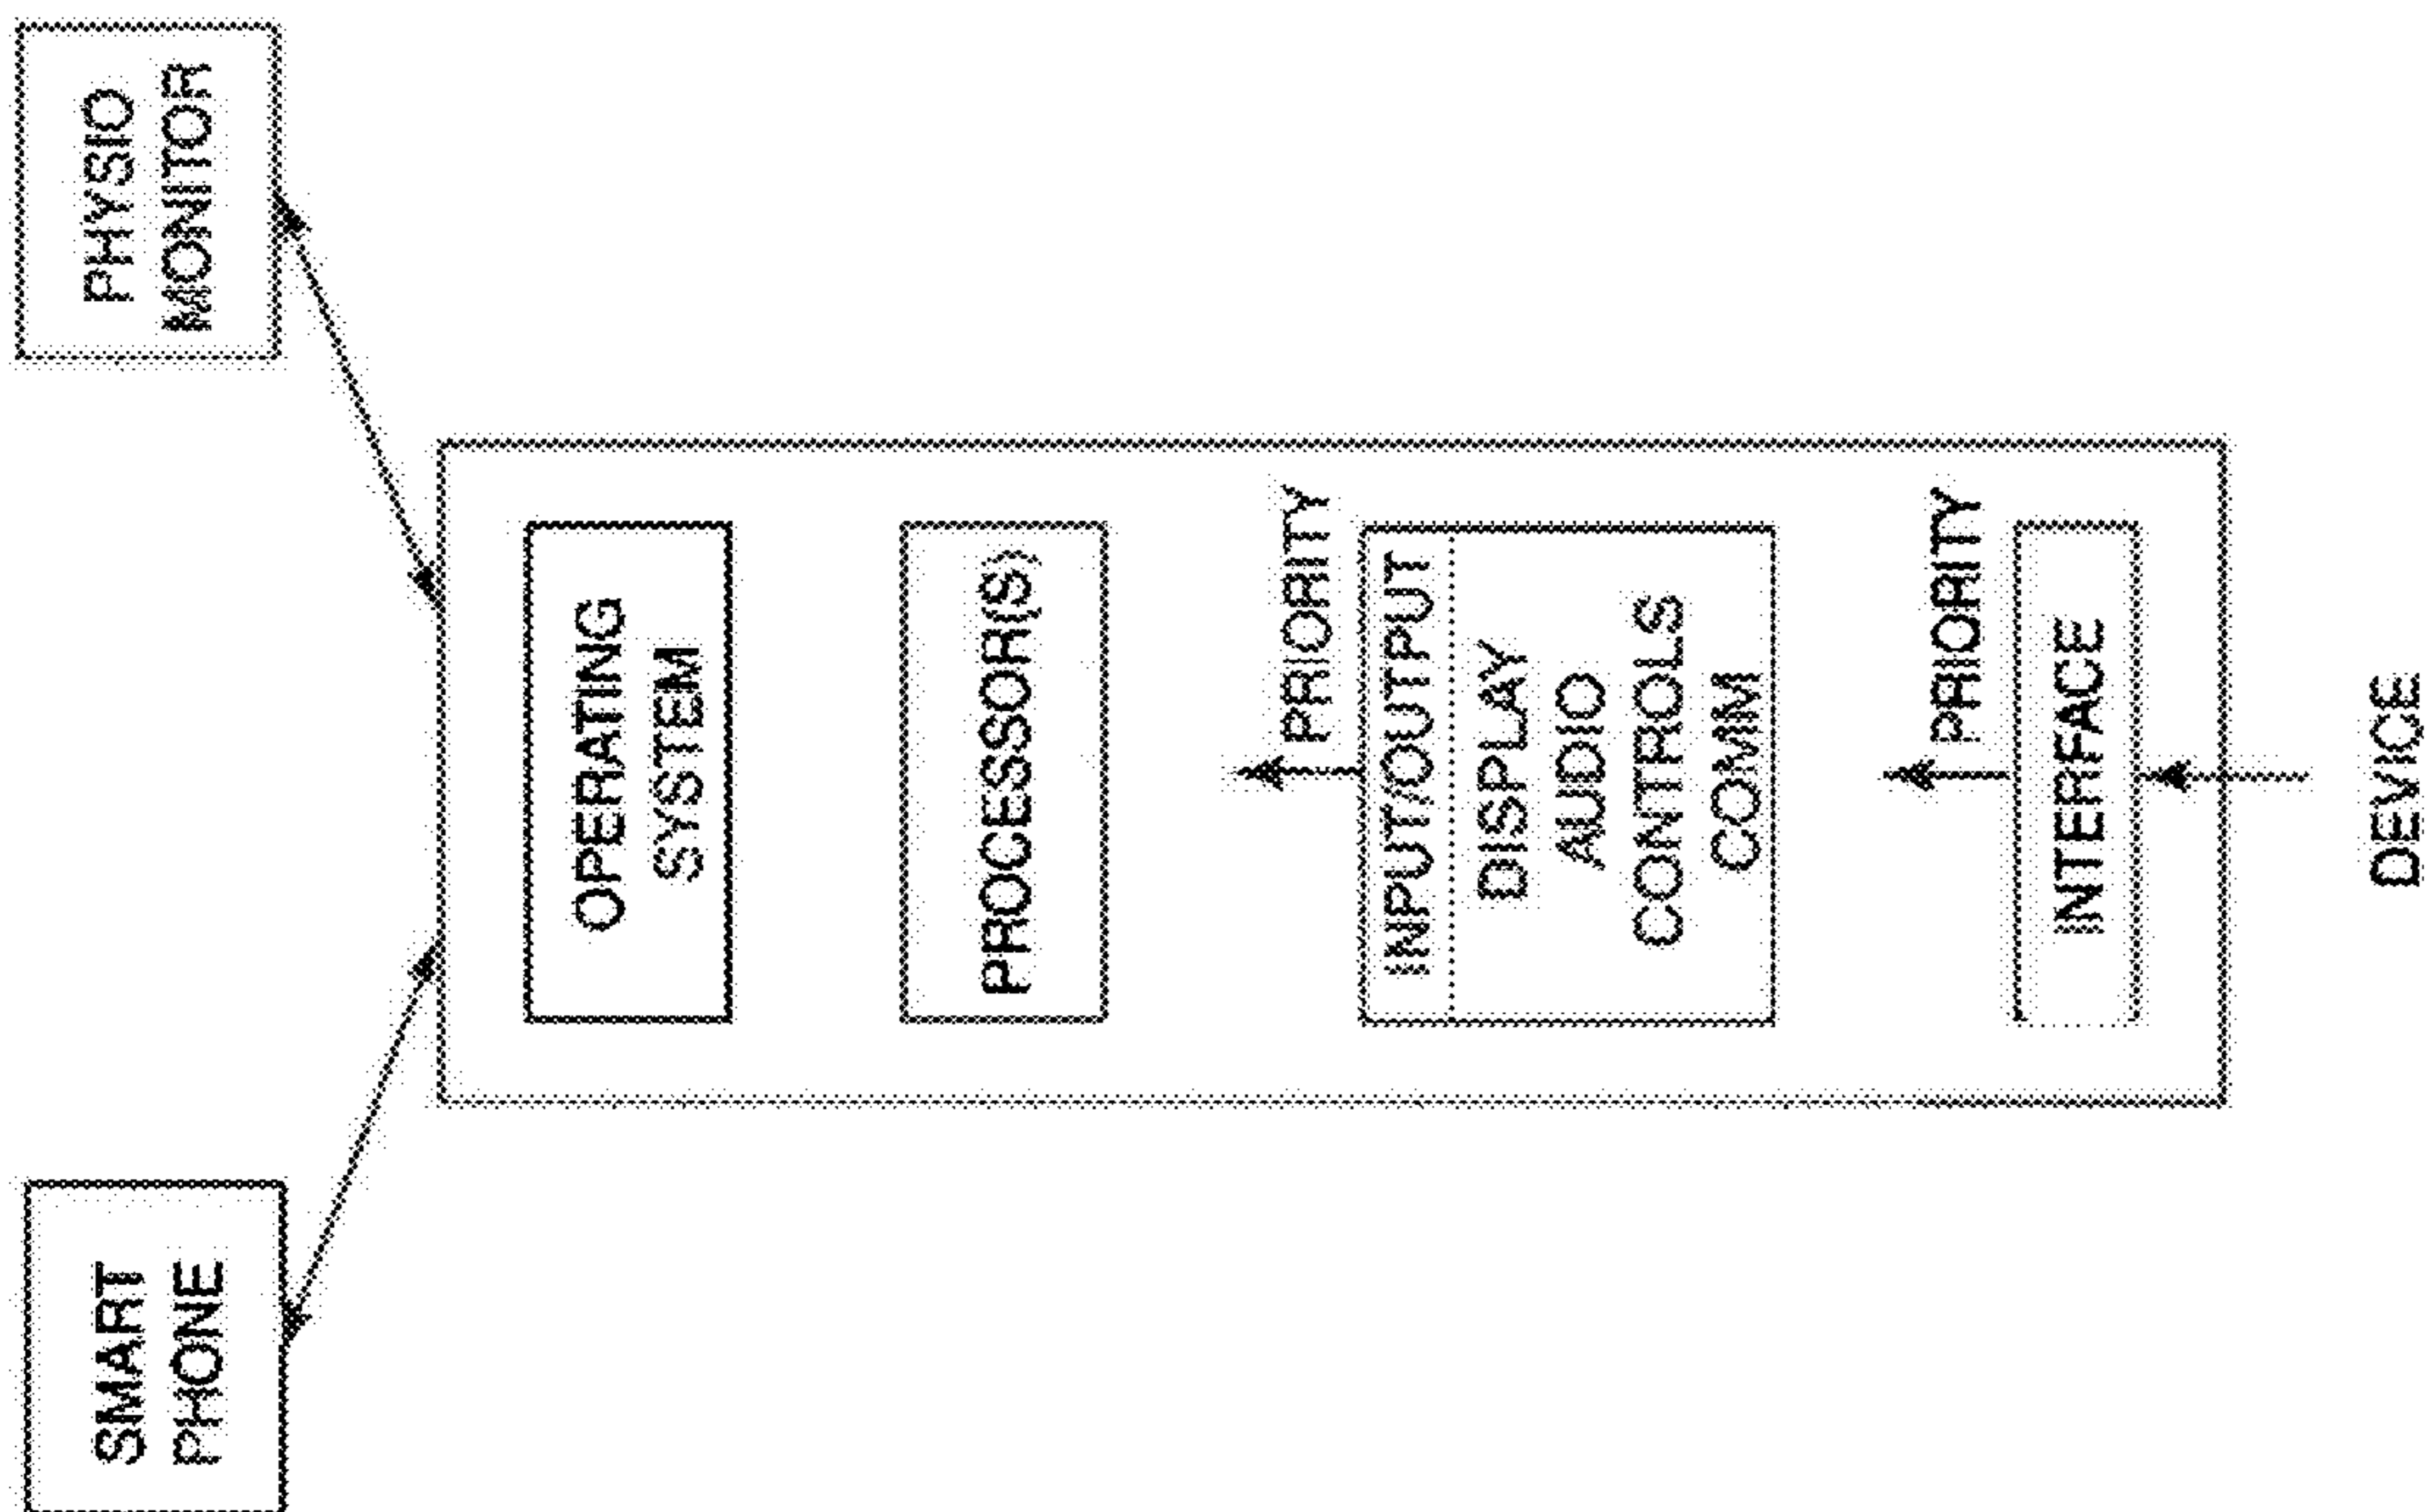 SMART
PHONE
PHYSIO
MONITOR
OPERATING
SYSTEM
PROCESSOR(S)
PRIORITY
INPUT/OUTPUT
DISPLAY
AUDIO
CONTROLS
COMM
PRIORITY
INTERFACE
DEVICE